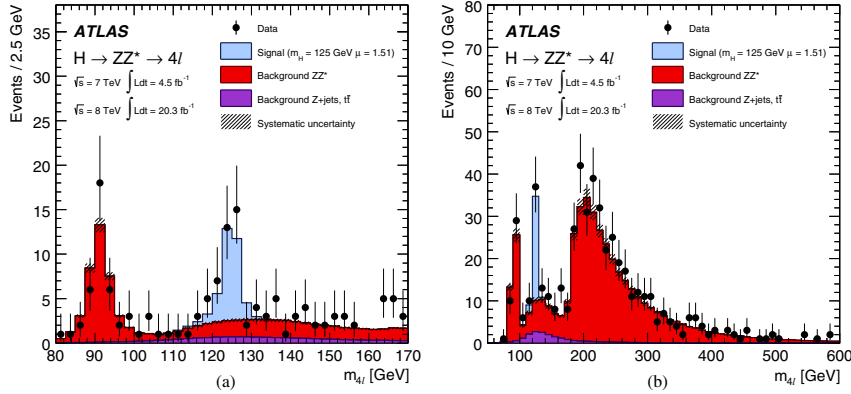 Events / 2.5 GeV
35
30
25
20
15
10
5
0
ATLAS
H → ZZ* → 4l
√s = 7 TeV ∫Ldt = 4.5 fb⁻¹
√s = 8 TeV ∫Ldt = 20.3 fb⁻¹
Data
Signal (m_H = 125 GeV μ = 1.51)
Background ZZ*
Background Z+jets, tt̄
Systematic uncertainty
80 90 100 110 120 130 140 150 160 170
m_4l [GeV]
(a)
Events / 10 GeV
80
70
60
50
40
30
20
10
0
ATLAS
H → ZZ* → 4l
√s = 7 TeV ∫Ldt = 4.5 fb⁻¹
√s = 8 TeV ∫Ldt = 20.3 fb⁻¹
Data
Signal (m_H = 125 GeV μ = 1.51)
Background ZZ*
Background Z+jets, tt̄
Systematic uncertainty
100 200 300 400 500 600
m_4l [GeV]
(b)